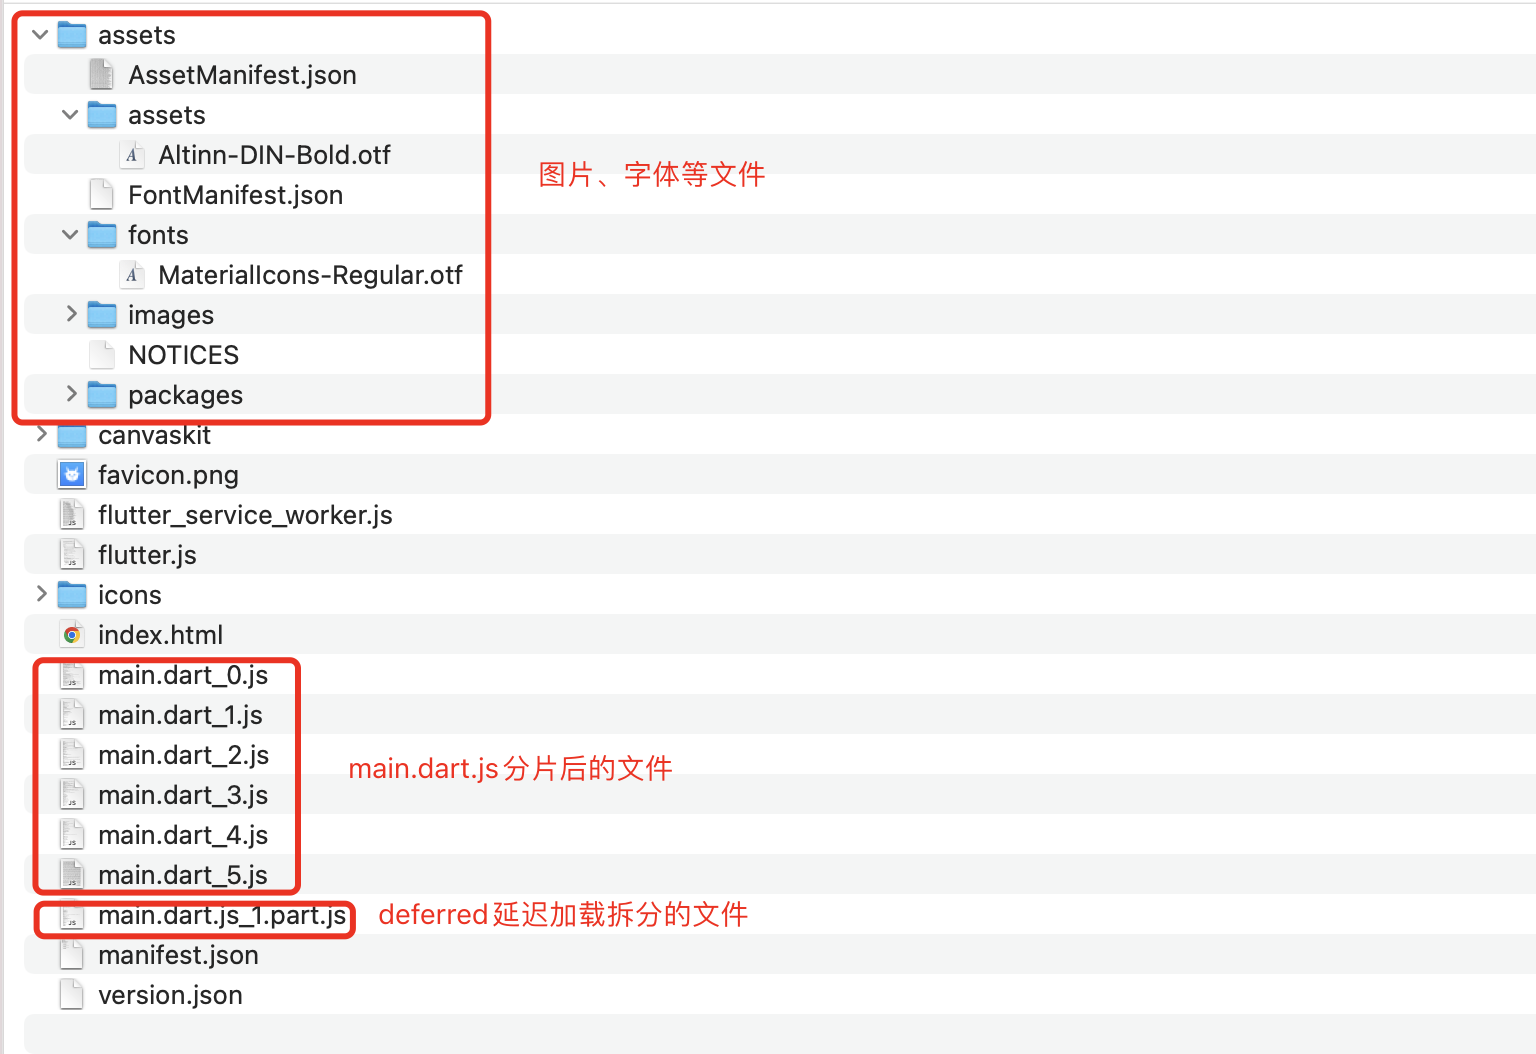 assets
AssetManifest.json
assets
Altinn-DIN-Bold.otf
图片、字体等文件
FontManifest.json
fonts
MaterialIcons-Regular.otf
images
NOTICES
packages
canvaskit
favicon.png
flutter_service_worker.js
flutter.js
icons
index.html
main.dart_0.js
main.dart_1.js
main.dart_2.js
main.dart.js分片后的文件
main.dart_3.js
main.dart_4.js
main.dart_5.js
main.dart.js_1.part.js deferred延迟加载拆分的文件
manifest.json
version.json